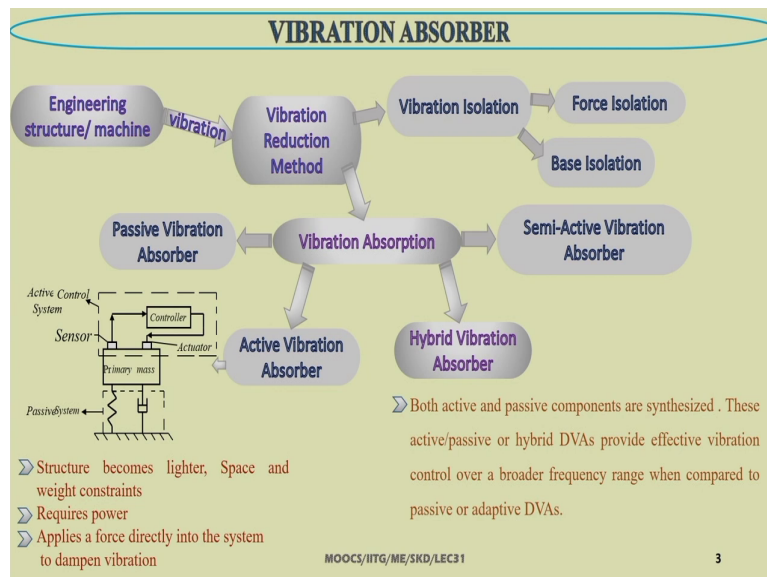 VIBRATION ABSORBER
Engineering
structure/ machine
vibration
Vibration
Reduction
Method
Vibration Isolation
Force Isolation
Base Isolation
Passive Vibration
Absorber
Vibration Absorption
Semi-Active Vibration
Absorber
Active Control
System
Controller
Sensor
Actuator
Primary mass
PassiveSystem
Active Vibration
Absorber
Hybrid Vibration
Absorber
Structure becomes lighter, Space and
weight constraints
Requires power
Applies a force directly into the system
to dampen vibration
Both active and passive components are synthesized . These
active/passive or hybrid DVAs provide effective vibration
control over a broader frequency range when compared to
passive or adaptive DVAs.
MOOCS/IITG/ME/SKD/LEC31
3